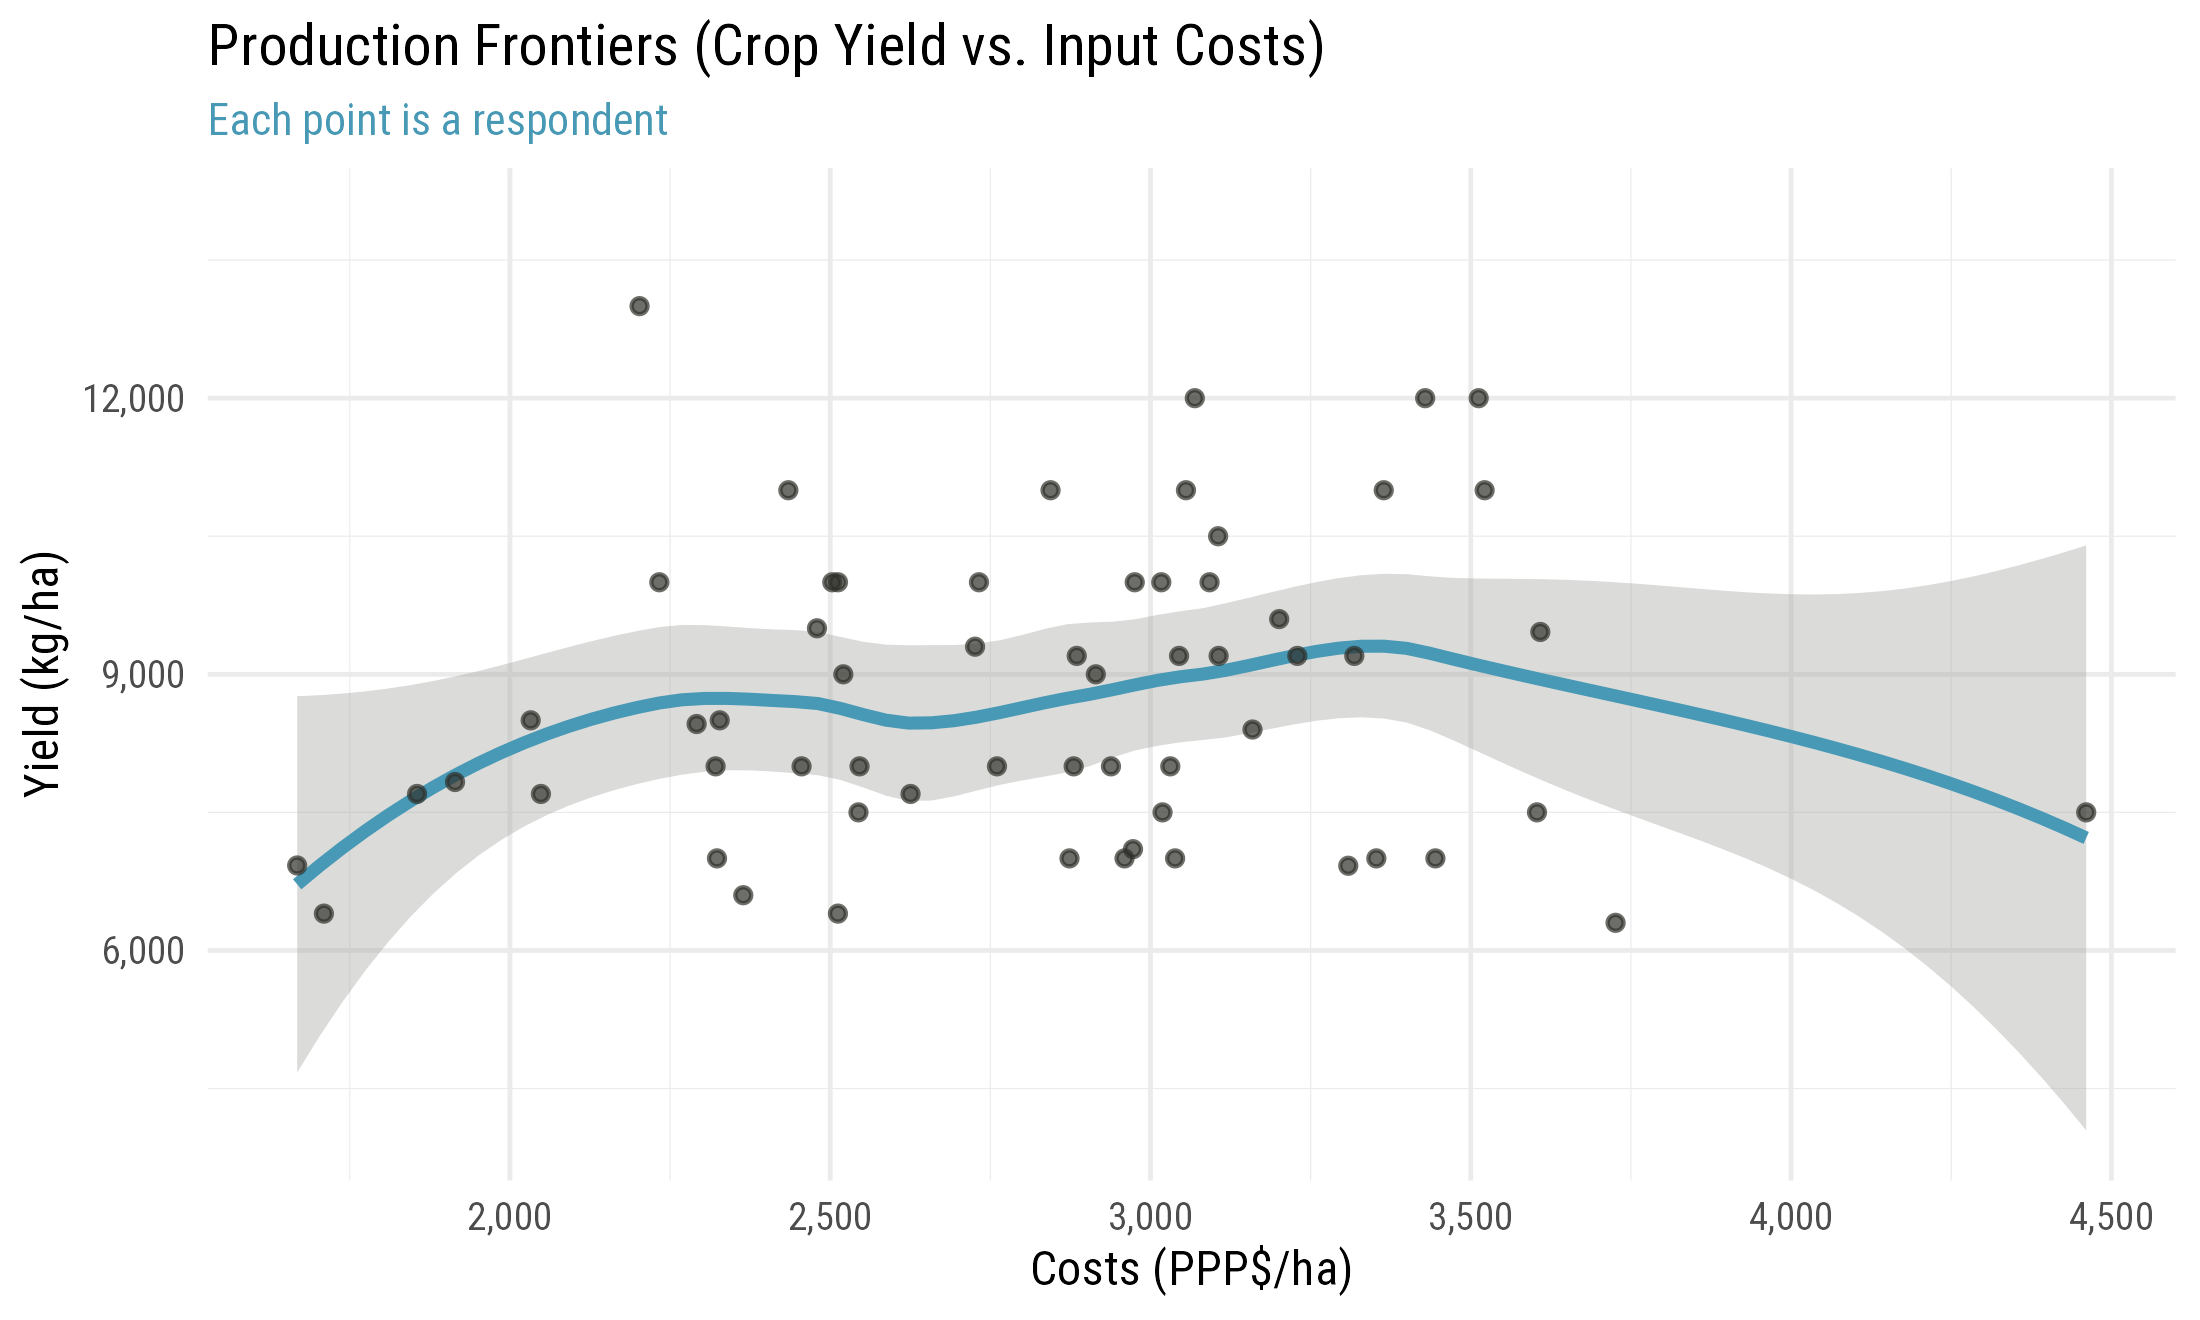 Production Frontiers (Crop Yield vs. Input Costs)
Each point is a respondent
Yield (kg/ha)
12,000
9,000
6,000
2,000
2,500
3,000
3,500
4,000
4,500
Costs (PPP$/ha)